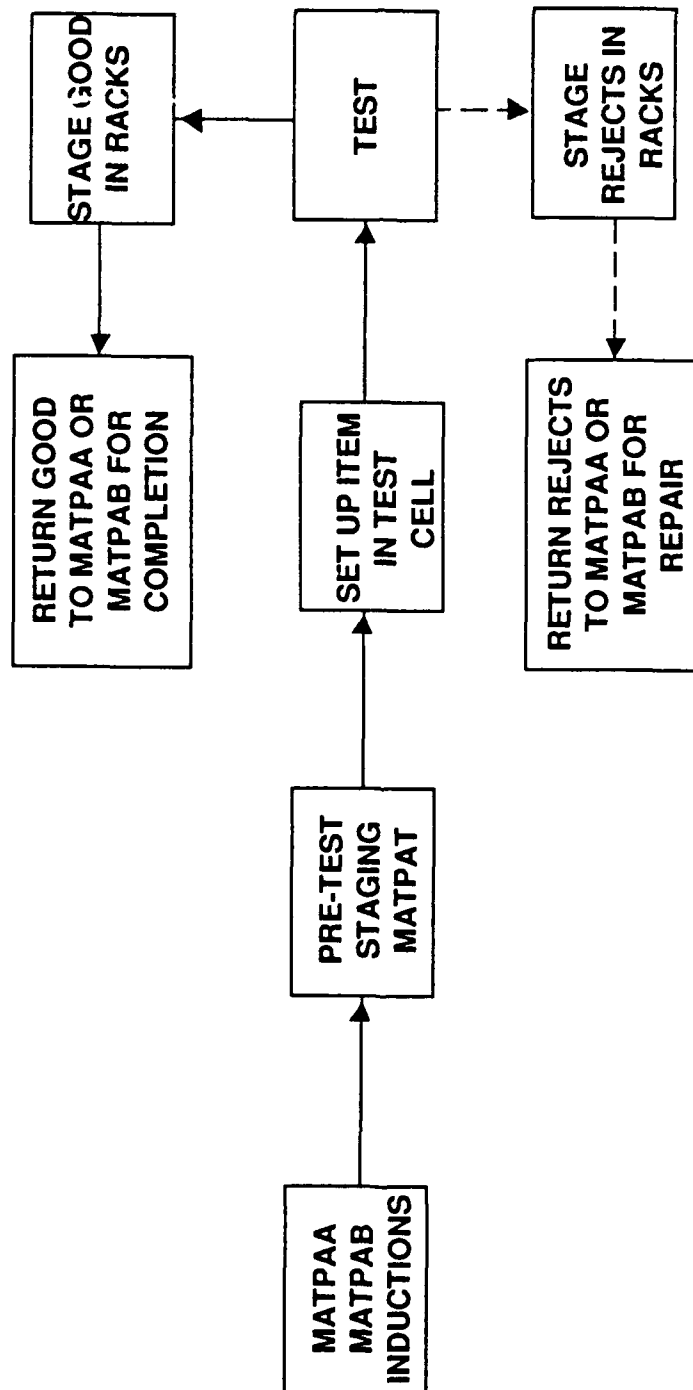 MATPAA
MATPAB
INDUCTIONS
PRE-TEST
STAGING
MATPAT
SET UP ITEM
IN TEST
CELL
TEST
STAGE GOOD
IN RACKS
RETURN GOOD
TO MATPAA OR
MATPAB FOR
COMPLETION
STAGE
REJECTS IN
RACKS
RETURN REJECTS
TO MATPAA OR
MATPAB FOR
REPAIR